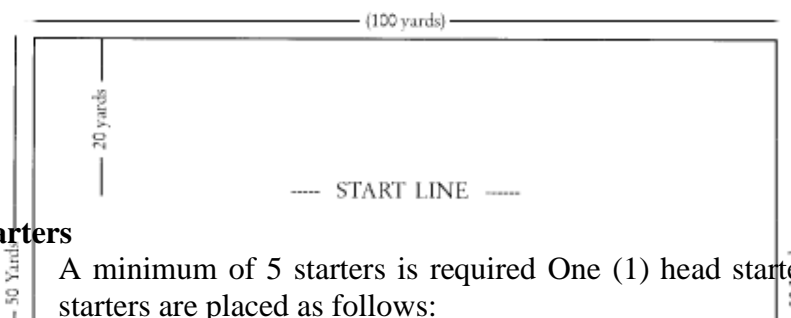 (100 yards)
20 yards
----- START LINE -----
50 Yards
A minimum of 5 starters is required One (1) head
starters are placed as follows: